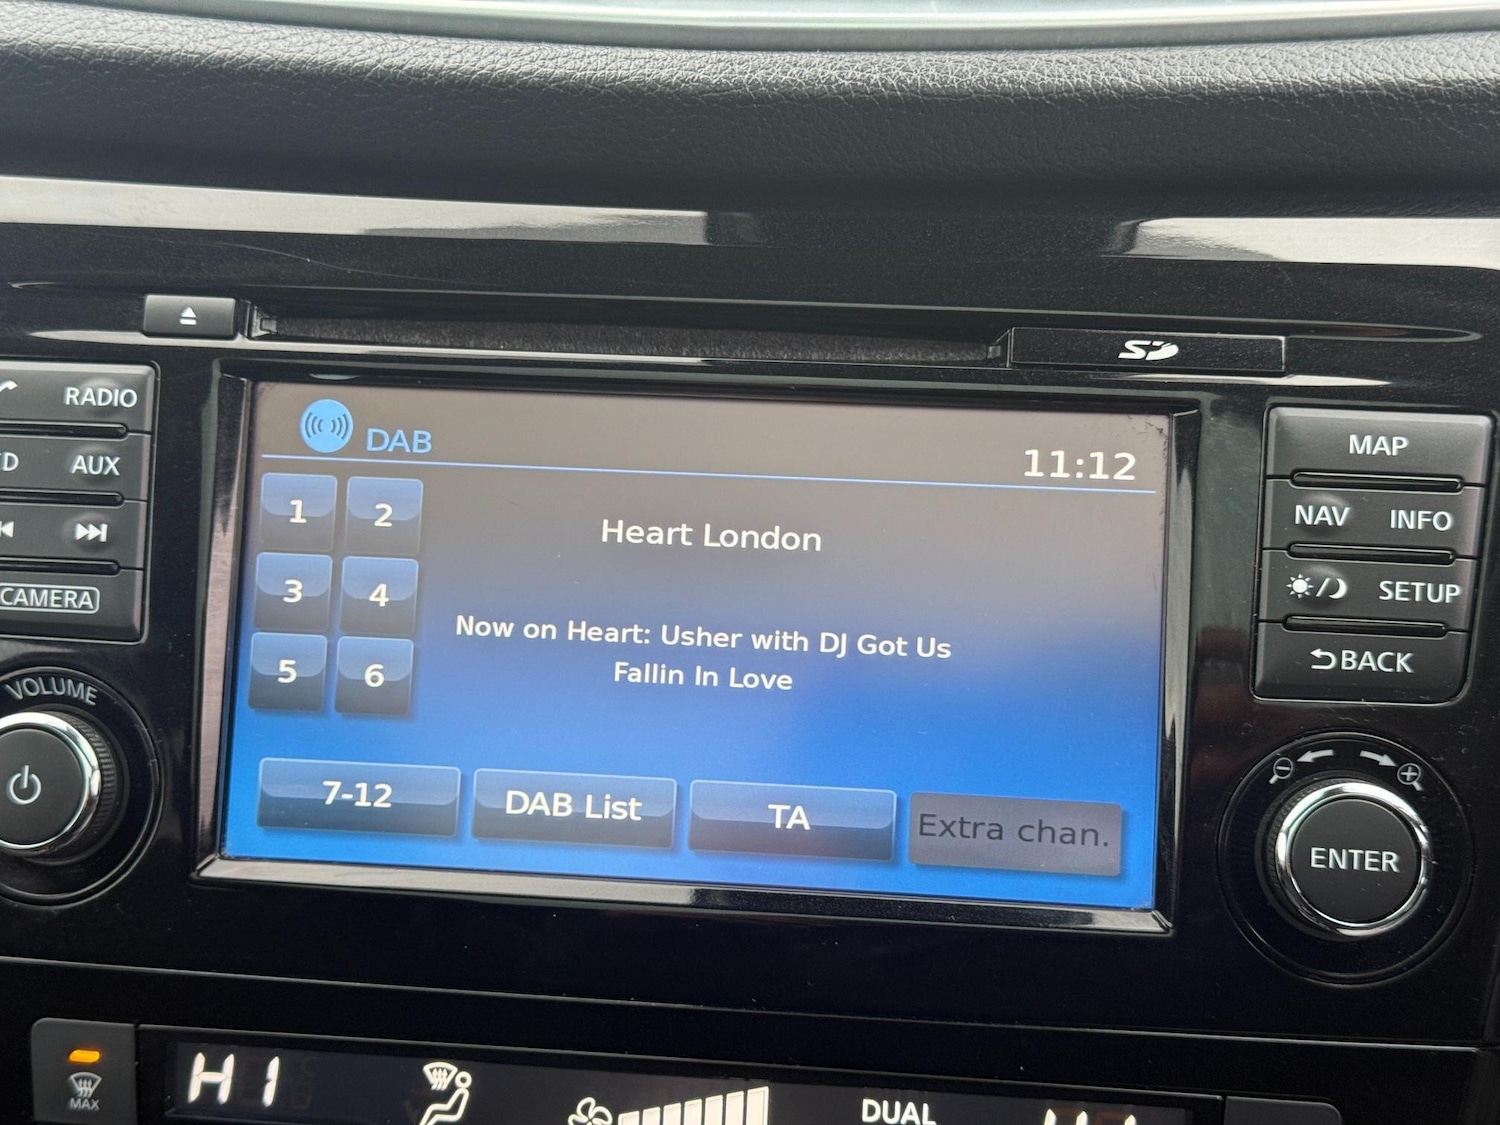 RADIO
D AUX
CAMERA
VOLUME
SD
DAB
11:12
1 2
3 4
5 6
Heart London
Now on Heart: Usher with DJ Got Us
Fallin In Love
7-12
DAB List
TA
Extra chan.
MAP
NAV INFO
SETUP
BACK
ENTER
MAX
HI
DUAL